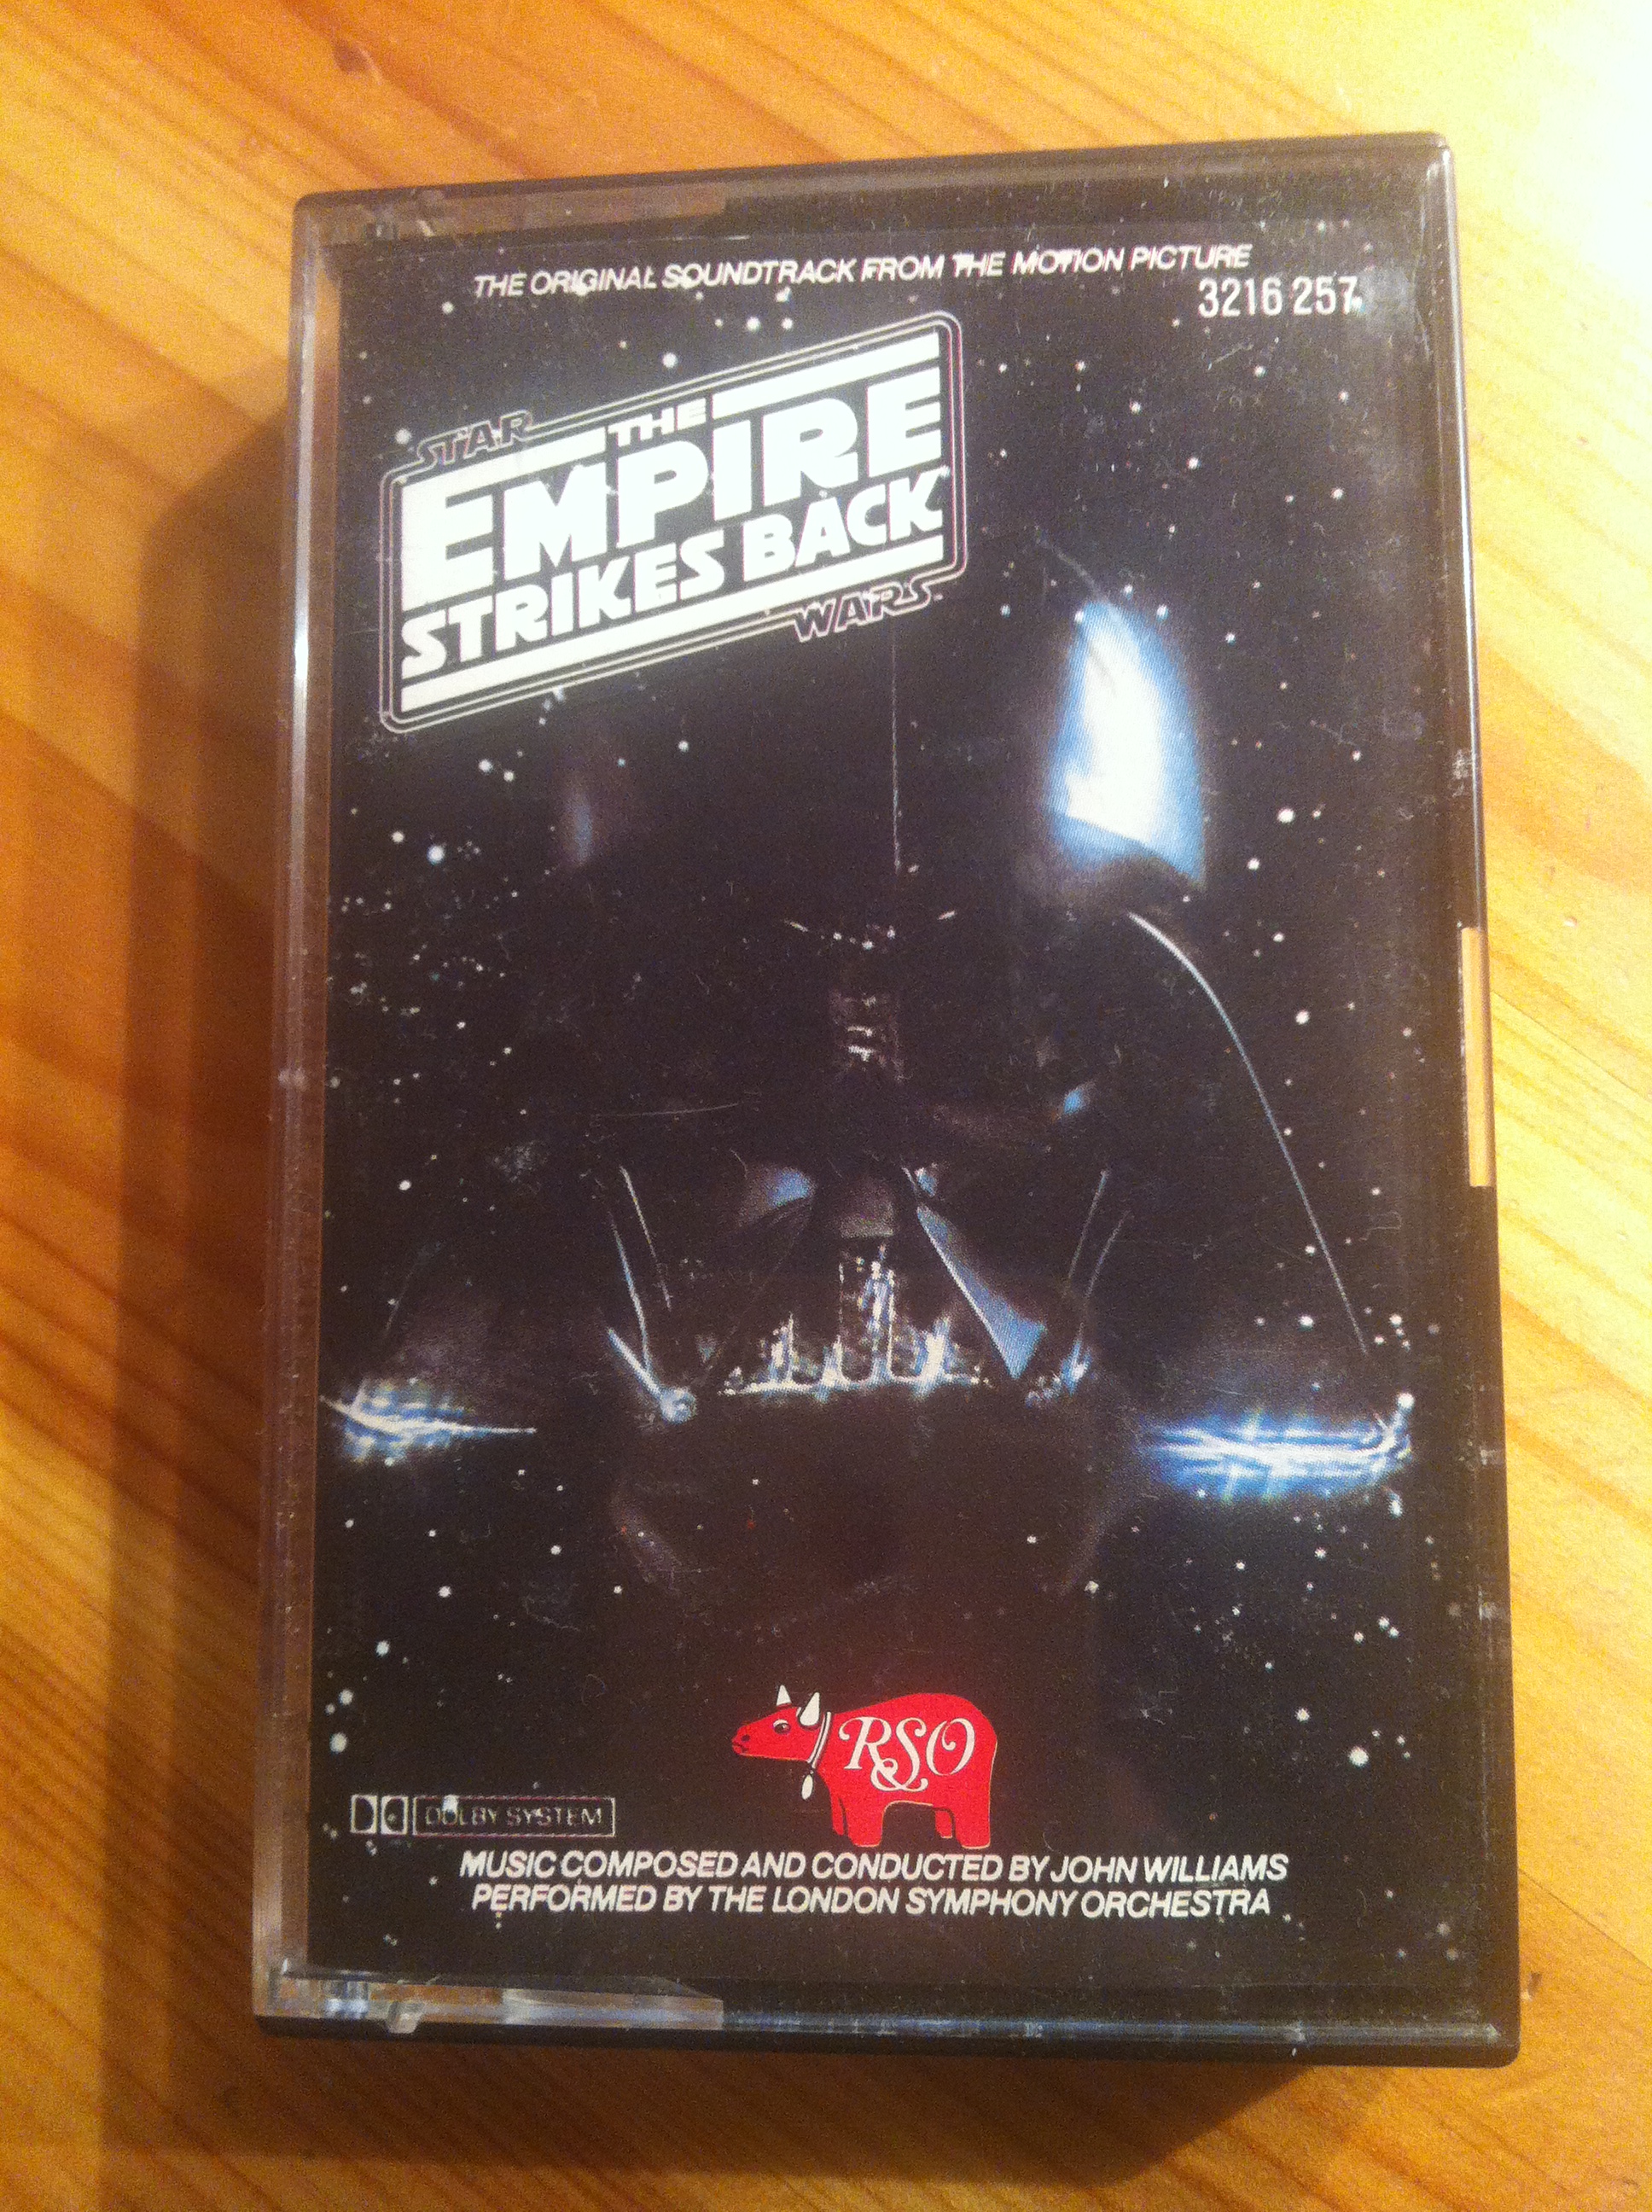 THE ORIGINAL SOUNDTRACK FROM THE MOTION PICTURE
3216 257
STAR
THE
EMPIRE
STRIKES BACK
WARS
RSO
DOLBY SYSTEM
MUSIC COMPOSED AND CONDUCTED BY JOHN WILLIAMS
PERFORMED BY THE LONDON SYMPHONY ORCHESTRA